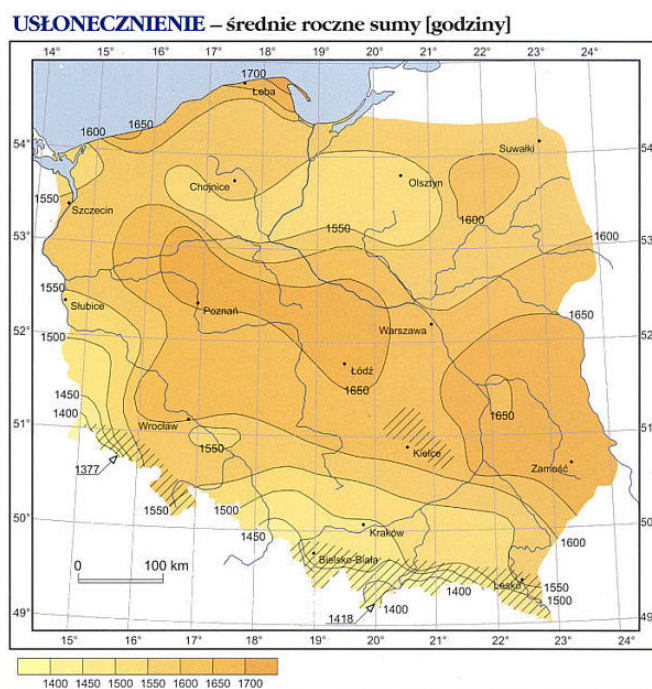 USŁONECZNIENIE – średnie roczne sumy [godziny]
14° 15° 16° 17° 18° 19° 20° 21° 22° 23° 24°
1700
Łeba
1650
1600
54°
54
Suwałki
Chojnice
Olsztyn
1550
Szczecin
1600
1550
53°
53
1600
1550
Słubice
Poznań
1650
Warszawa
52°
52
1500
Łódź
1650
1450
1650
1400
51°
51
Wrocław
1550
Kielce
1377
Zamość
1550
1500
50°
50
Kraków
1450
1600
Bielsko-Biała
0 100 km
Leska
1550
1400
1500
1400
1418
49°
49
15° 16° 17° 18° 19° 20° 21° 22° 23° 24°
1400 1450 1500 1550 1600 1650 1700